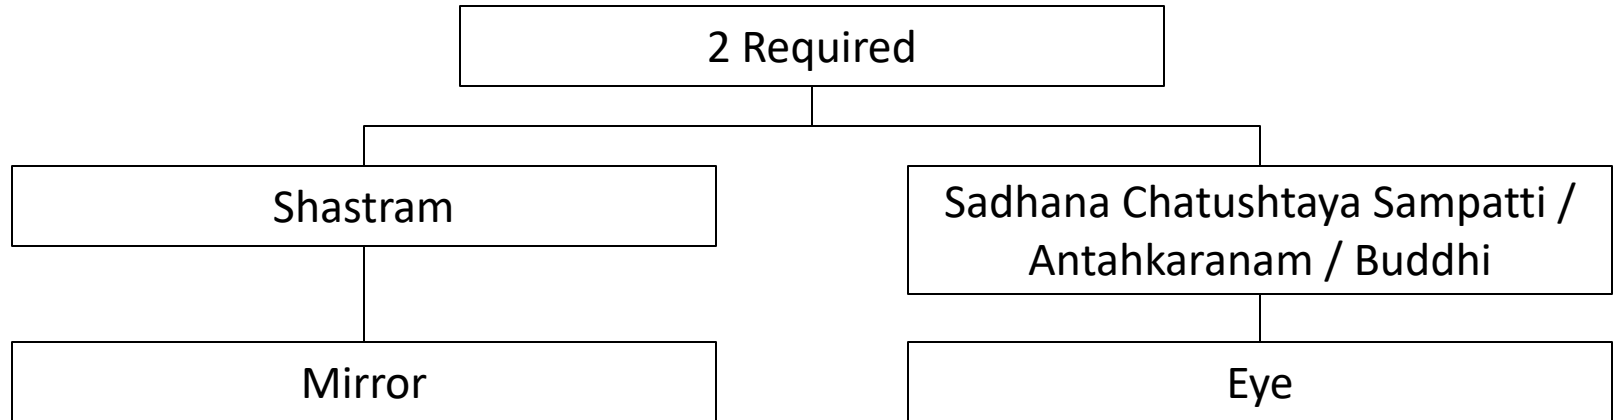 2 Required
Shastram
Sadhana Chatushtaya Sampatti /
Antahkaranam / Buddhi
Mirror
Eye